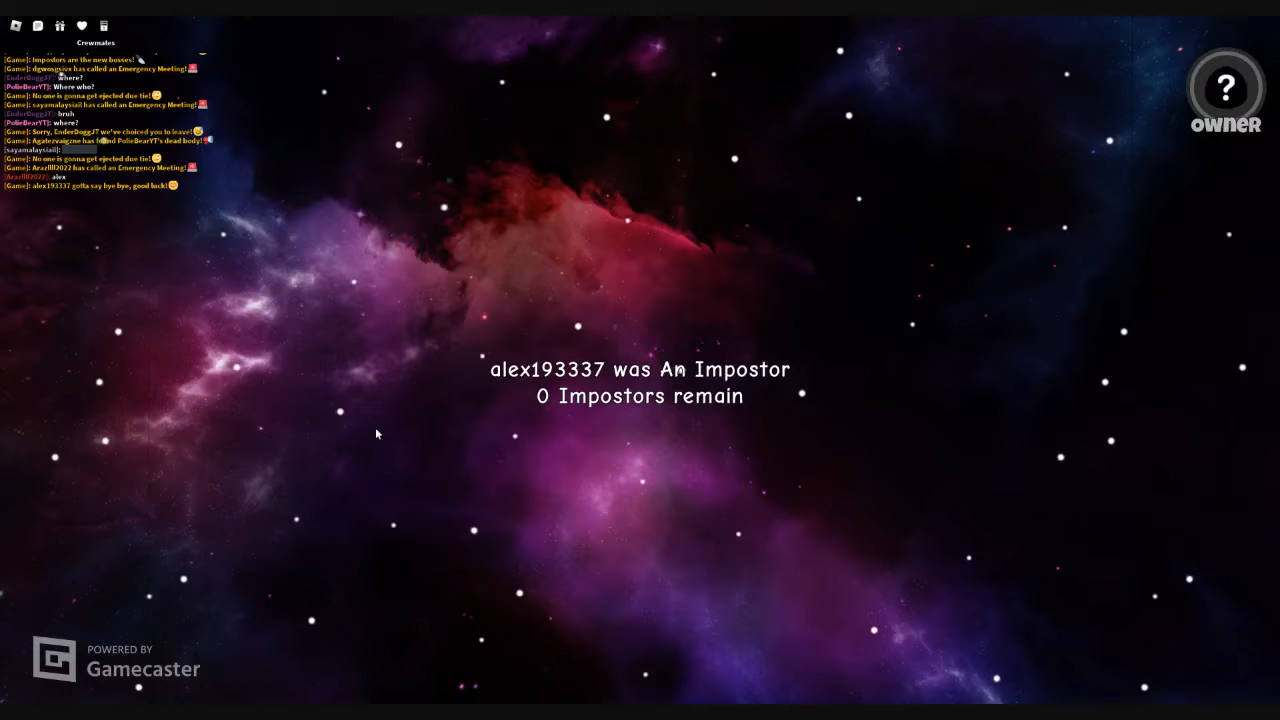 Crewmates
[Game]: Impostors are the new bosses!
[Game]: dgwosgsivx has called an Emergency Meeting!
[EnderDoggJT]: where?
[PolieBearYT]: Where who?
[Game]: No one is gonna get ejected due tie!
[Game]: sayamalaysiail has called an Emergency Meeting!
[EnderDoggJT]: bruh
[PolieBearYT]: where?
[Game]: Sorry, EnderDoggJT we've choiced you to leave!
[Game]: Agatezvaigzne has found PolieBearYT's dead body!
[sayamalaysiail]:
[Game]: No one is gonna get ejected due tie!
[Game]: Arazllll2022 has called an Emergency Meeting!
[Arazllll2022]: alex
[Game]: alex193337 gotta say bye bye, good luck!
?
OWNER
alex193337 was An Impostor
0 Impostors remain
POWERED BY
Gamecaster